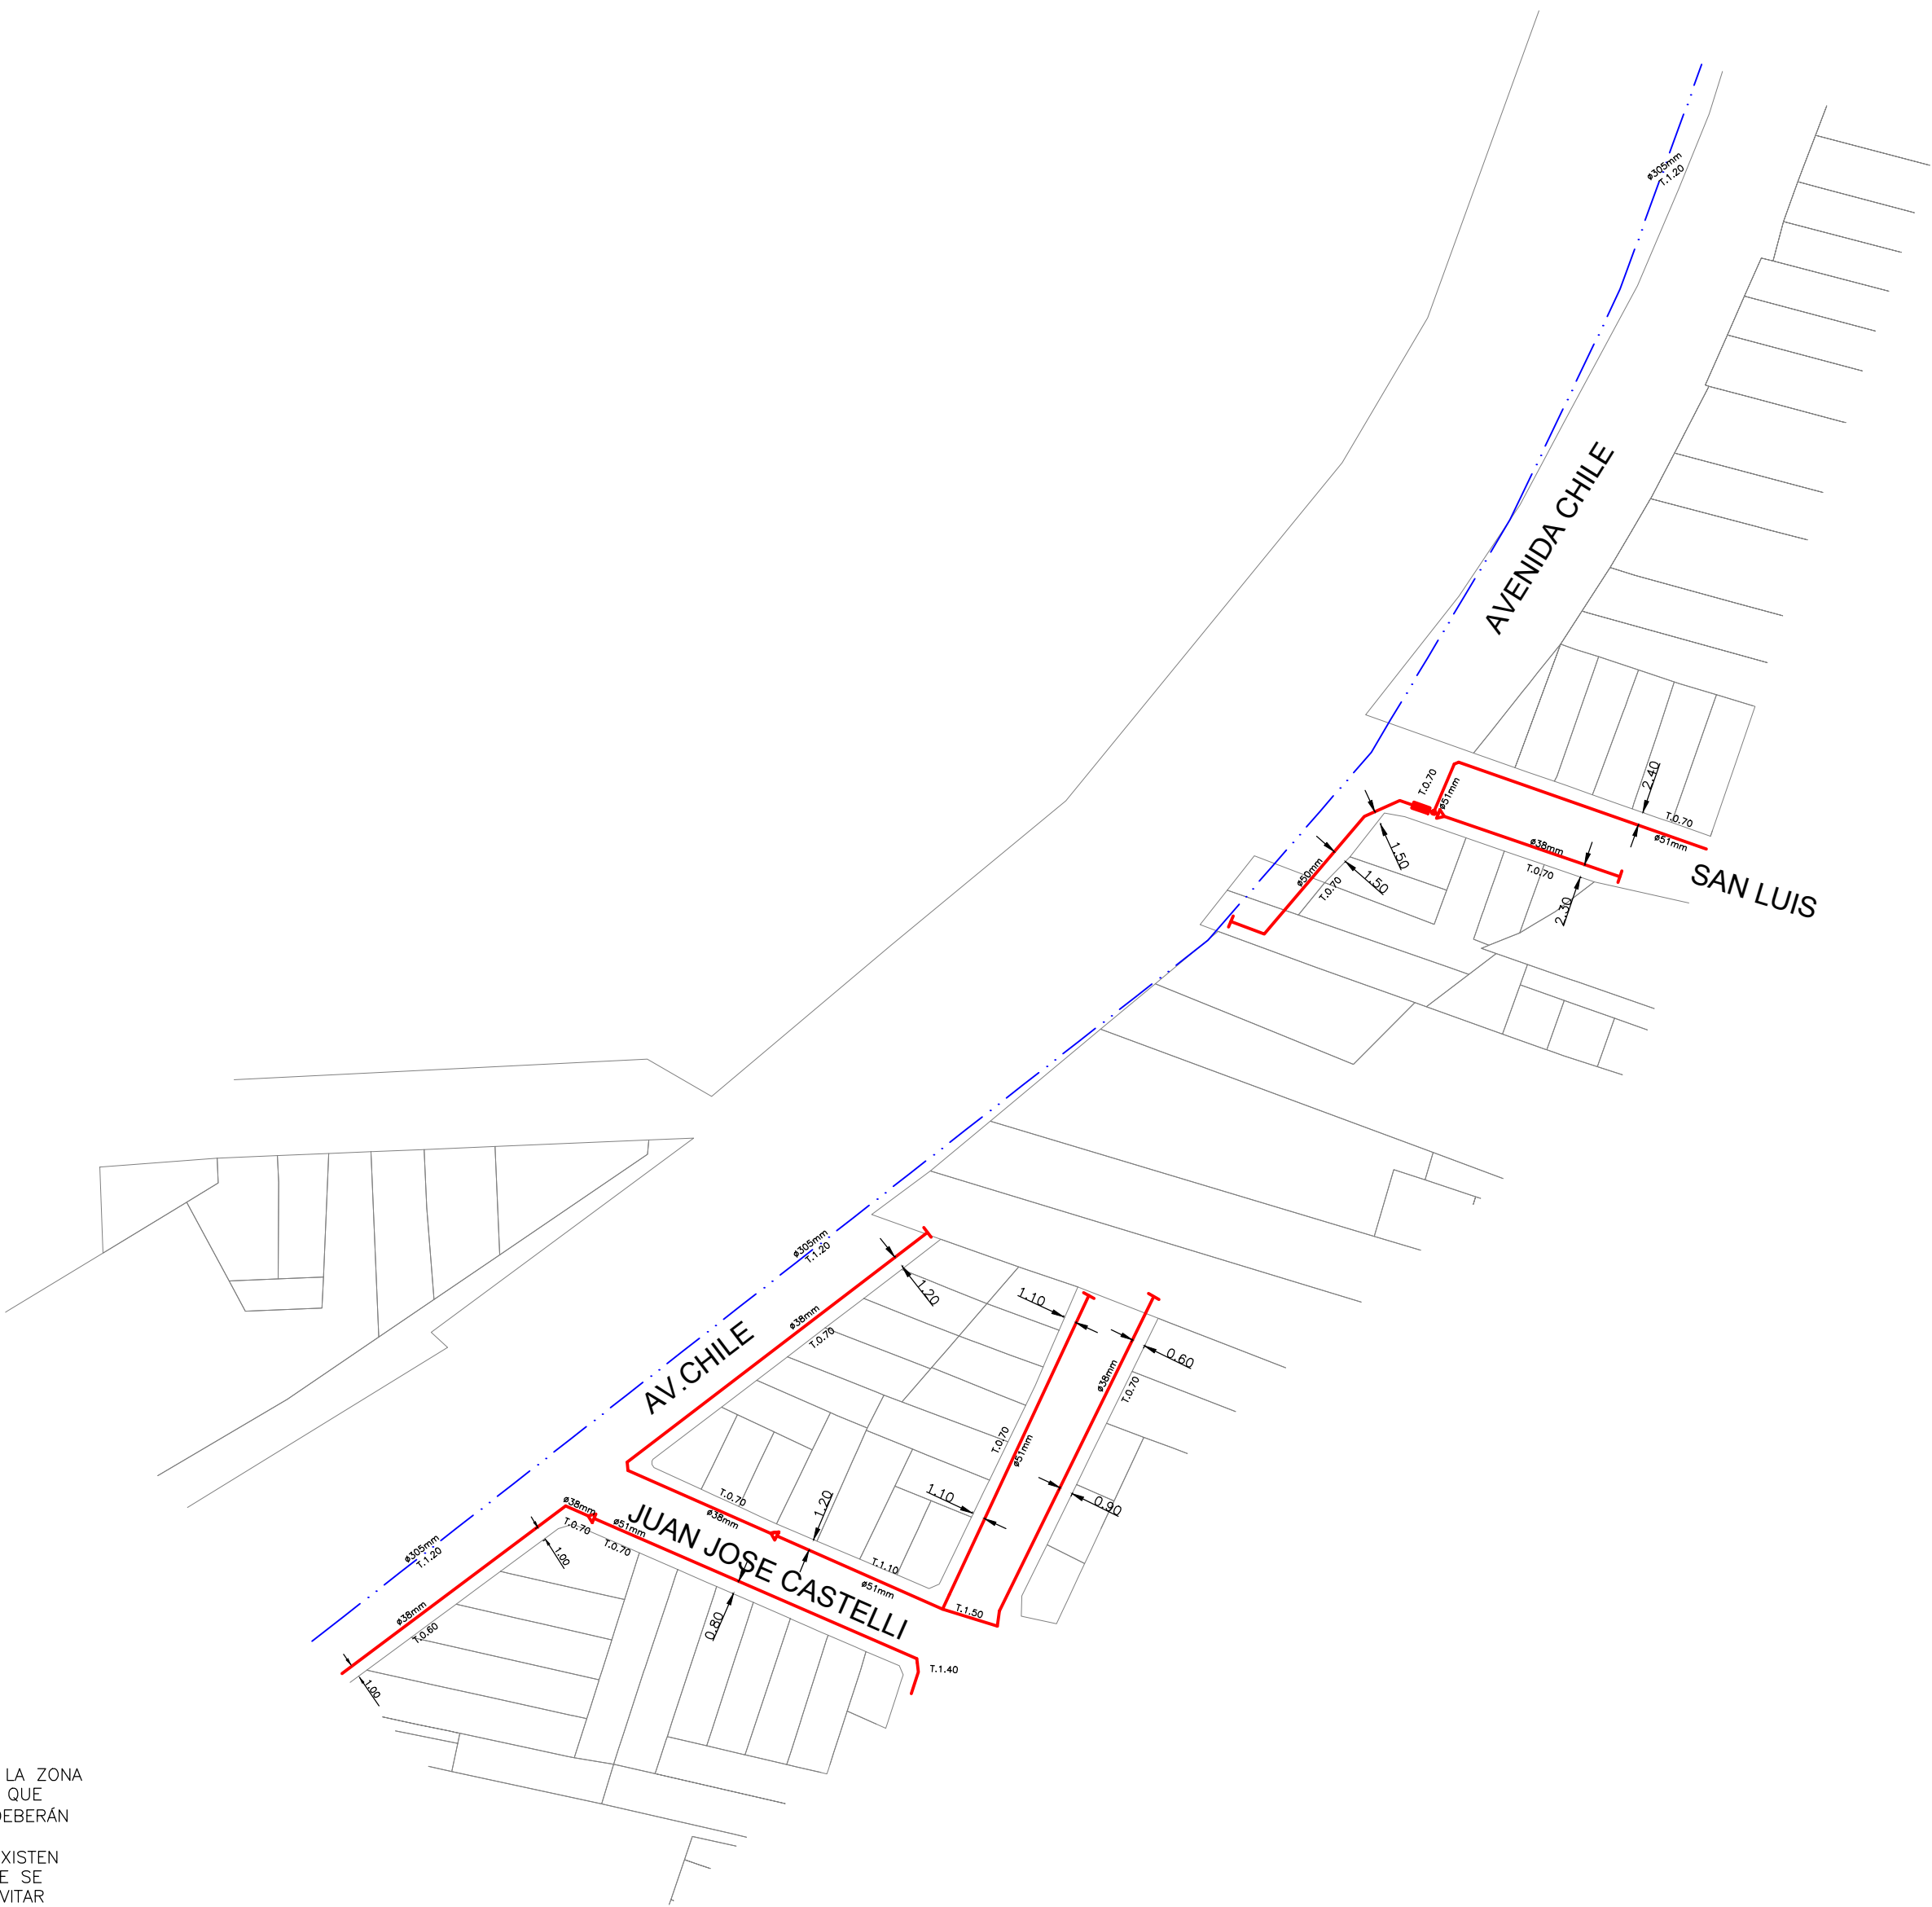 ø305mm
T.1.20
AVENIDA CHILE
T.0.70
ø51mm
2.40
T.0.70
ø51mm
ø38mm
T.0.70
SAN LUIS
1.50
1.50
ø50mm
T.0.70
2.30
ø305mm
T.1.20
1.20
ø38mm
T.0.70
AV.CHILE
1.10
0.60
ø38mm
T.0.70
T.0.70
ø51mm
1.10
0.90
T.0.70
ø38mm
1.20
ø38mm
T.0.70
ø51mm
T.0.70
JUAN JOSE CASTELLI
T.1.10
ø51mm
T.1.50
ø305mm
T.1.20
1.00
ø38mm
T.0.60
0.80
T.1.40
1.00
LA ZONA
QUE
DEBERÁN
XISTEN
E SE
VITAR